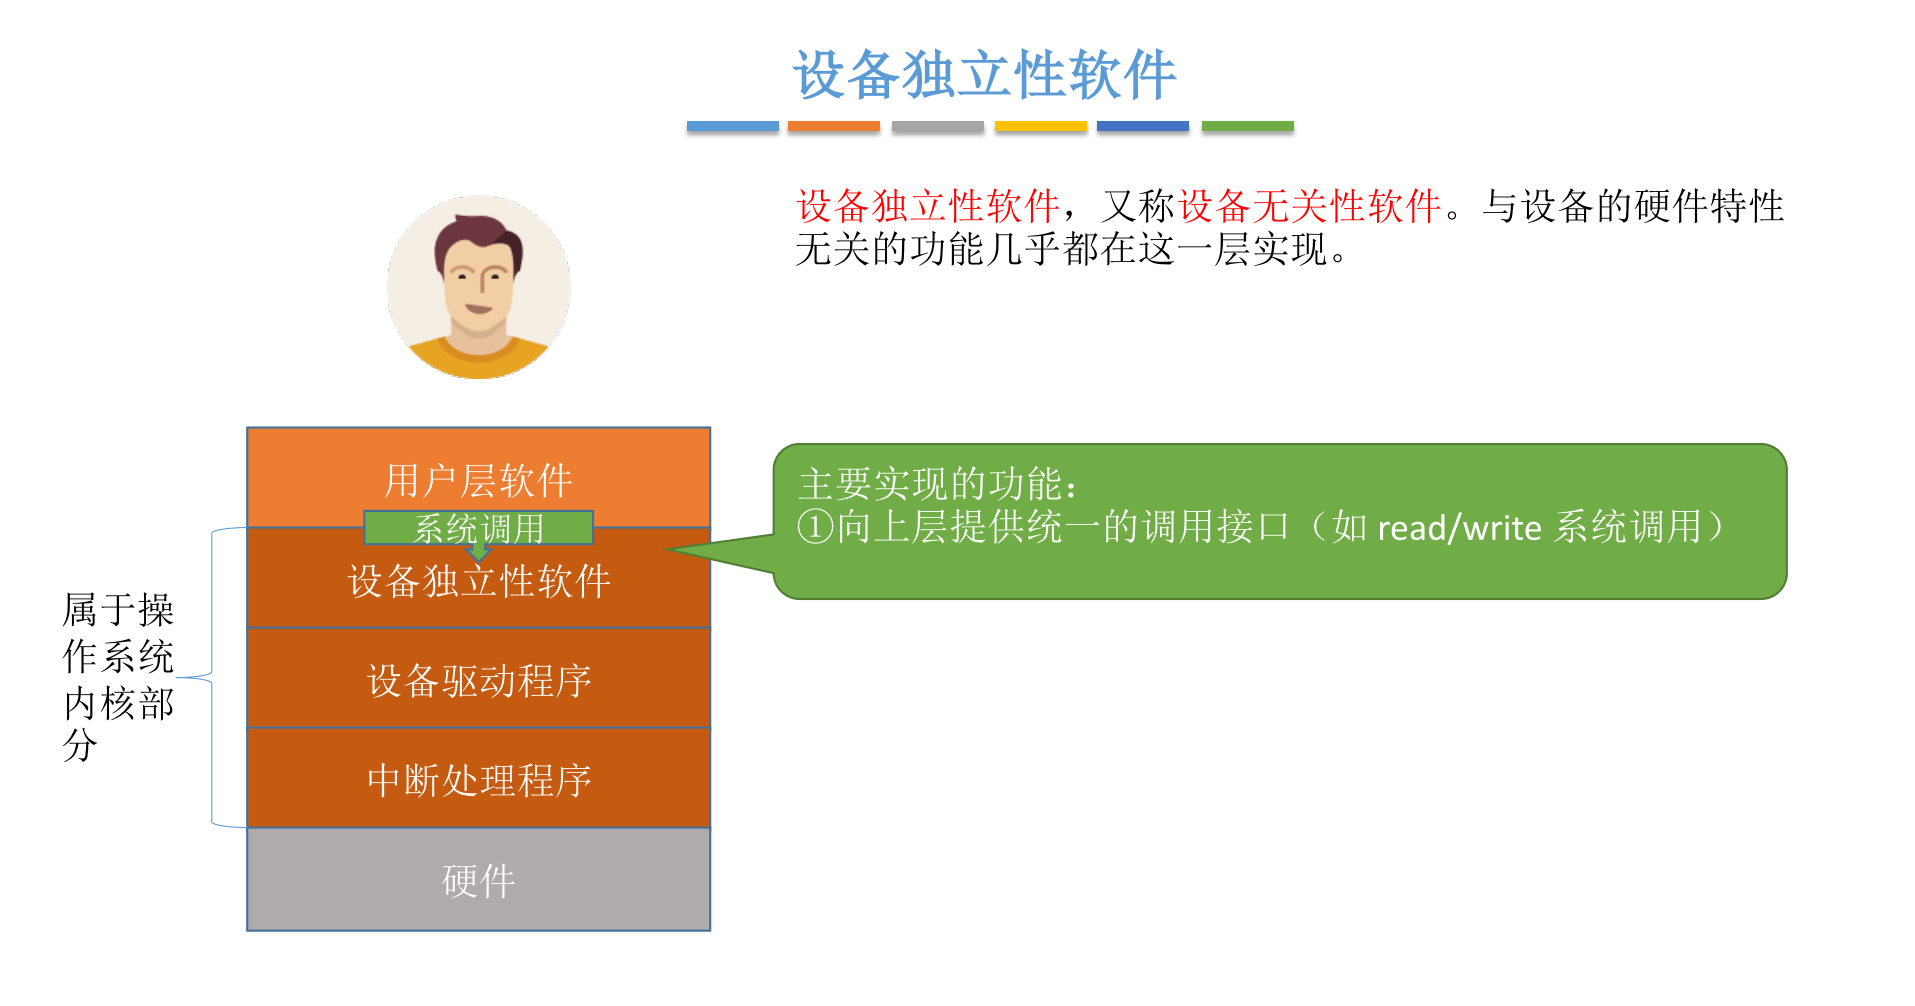 设备独立性软件
设备独立性软件，又称设备无关性软件。与设备的硬件特性
无关的功能几乎都在这一层实现。
用户层软件
系统调用
设备独立性软件
设备驱动程序
中断处理程序
硬件
属于操
作系统
内核部
分
主要实现的功能：
①向上层提供统一的调用接口（如 read/write 系统调用）